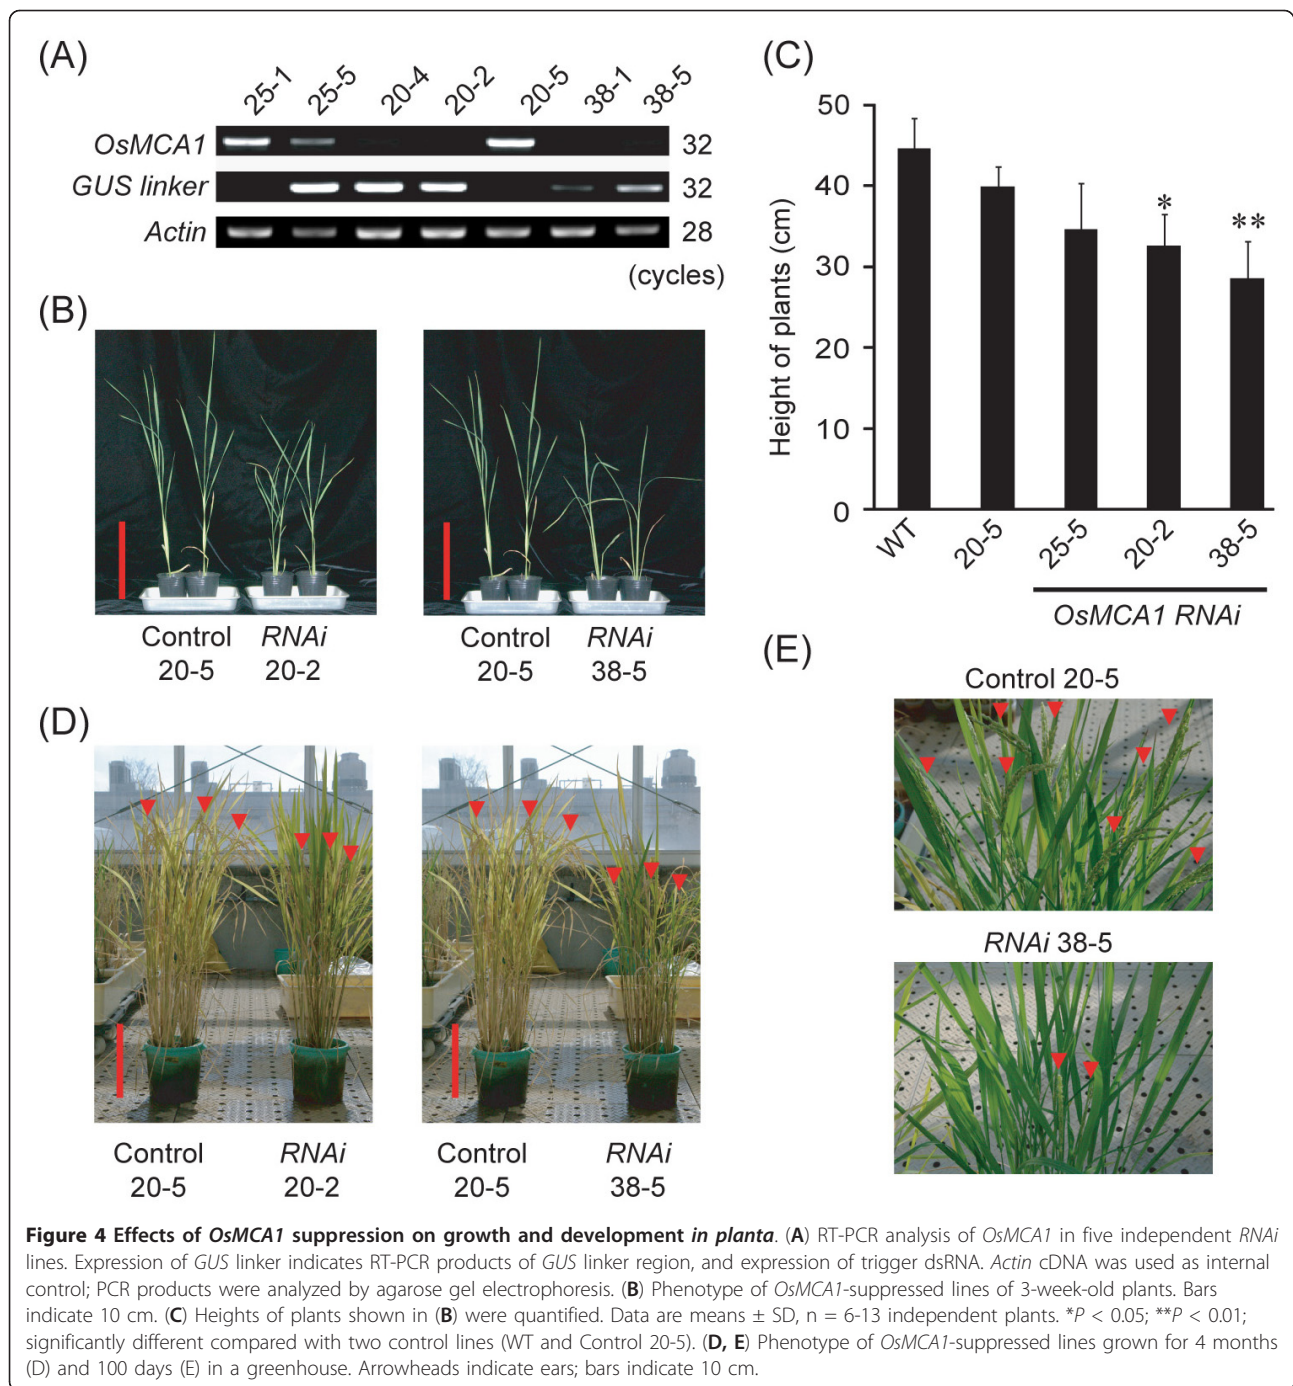 (A)
25-1 25-5 20-4 20-2 20-5 38-1 38-5
OsMCA1 32
GUS linker 32
Actin 28
(cycles)
(B)
Control RNAi
20-5 20-2
Control RNAi
20-5 38-5
(C)
Height of plants (cm)
50
40
30
20
10
0
*
**
WT 20-5 25-5 20-2 38-5
OsMCA1 RNAi
(D)
Control RNAi
20-5 20-2
Control RNAi
20-5 38-5
(E)
Control 20-5
RNAi 38-5
Figure 4 Effects of OsMCA1 suppression on growth and development in planta. (A) RT-PCR analysis of OsMCA1 in five independent RNAi
lines. Expression of GUS linker indicates RT-PCR products of GUS linker region, and expression of trigger dsRNA. Actin cDNA was used as internal
control; PCR products were analyzed by agarose gel electrophoresis. (B) Phenotype of OsMCA1-suppressed lines of 3-week-old plants. Bars
indicate 10 cm. (C) Heights of plants shown in (B) were quantified. Data are means ± SD, n = 6-13 independent plants. *P < 0.05; **P < 0.01;
significantly different compared with two control lines (WT and Control 20-5). (D, E) Phenotype of OsMCA1-suppressed lines grown for 4 months
(D) and 100 days (E) in a greenhouse. Arrowheads indicate ears; bars indicate 10 cm.